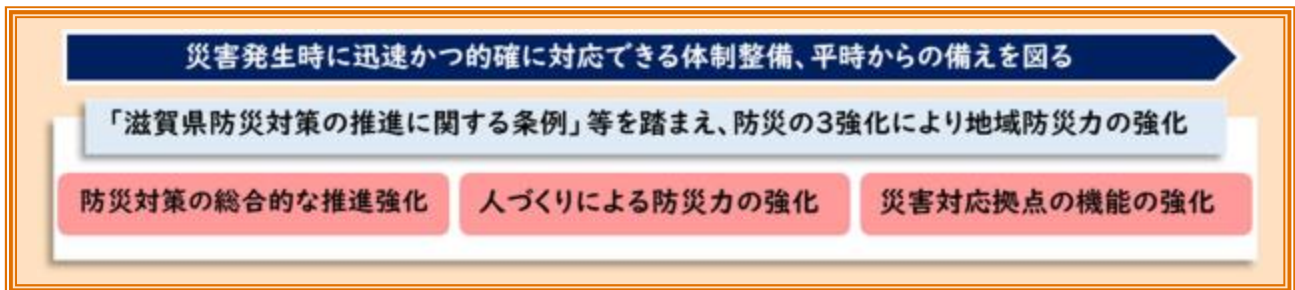 災害発生時に迅速かつ的確に対応できる体制整備、平時からの備えを図る
「滋賀県防災対策の推進に関する条例」等を踏まえ、防災の3強化により地域防災力の強化
防災対策の総合的な推進強化
人づくりによる防災力の強化
災害対応拠点の機能の強化